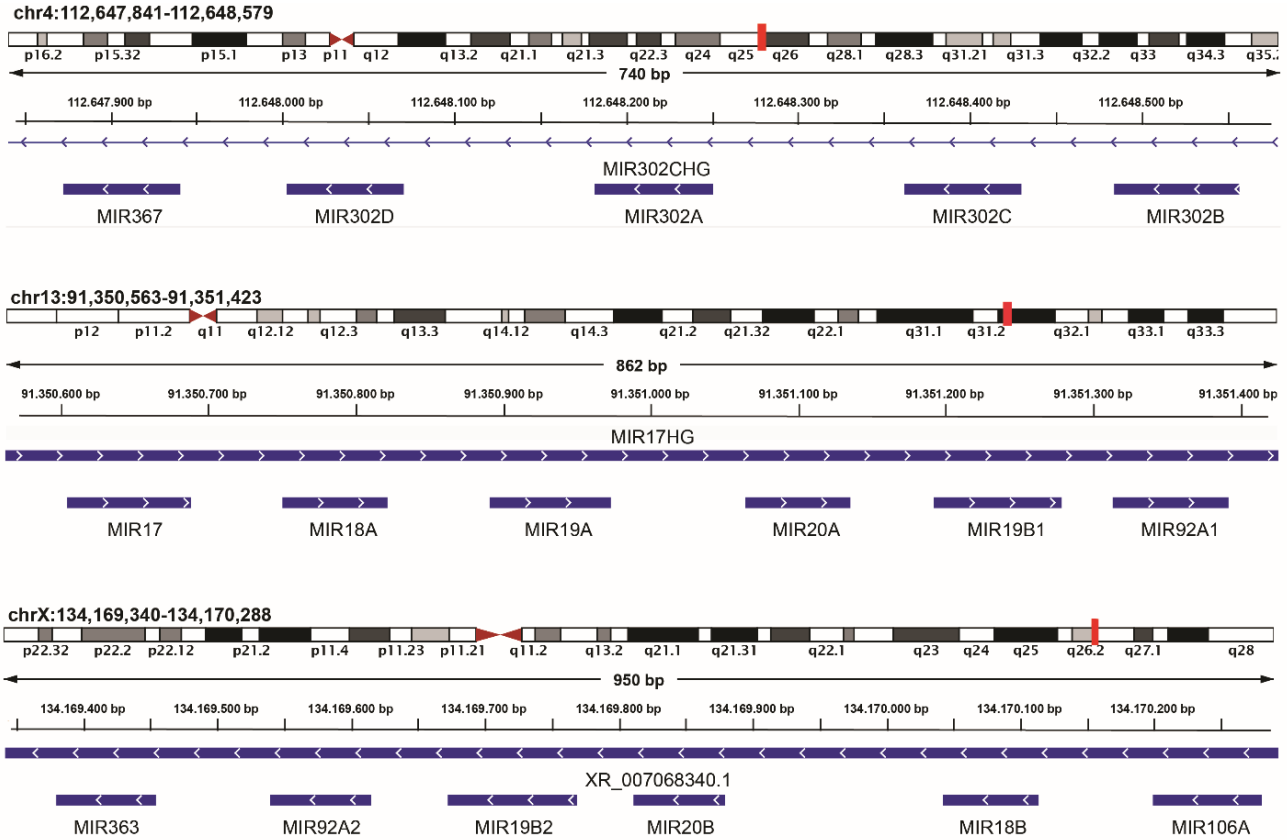 chr4:112,647,841-112,648,579
p16.2 p15.32 p15.1 p13 p11 q12 q13.2 q21.1 q21.3 q22.3 q24 q25 q26 q28.1 q28.3 q31.21 q31.3 q32.2 q33 q34.3
740 bp
112.647.900 bp 112.648.000 bp 112.648.100 bp 112.648.200 bp 112.648.300 bp 112.648.400 bp 112.648.500 bp
MIR302CHG
MIR367 MIR302D MIR302A MIR302C MIR302B
chr13:91,350,563-91,351,423
p12 p11.2 q11 q12.12 q12.3 q13.3 q14.12 q14.3 q21.2 q21.32 q22.1 q31.1 q31.2 q32.1 q33.1 q33.3
862 bp
91.350.600 bp 91.350.700 bp 91.350.800 bp 91.350.900 bp 91.351.000 bp 91.351.100 bp 91.351.200 bp 91.351.300 bp 91.351.400 bp
MIR17HG
MIR17 MIR18A MIR19A MIR20A MIR19B1 MIR92A1
chrX:134,169,340-134,170,288
p22.32 p22.2 p22.12 p21.2 p11.4 p11.23 p11.21 q11.2 q13.2 q21.1 q21.31 q22.1 q23 q24 q25 q26.2 q27.1 q28
950 bp
134.169.400 bp 134.169.500 bp 134.169.600 bp 134.169.700 bp 134.169.800 bp 134.169.900 bp 134.170.000 bp 134.170.100 bp 134.170.200 bp
XR_007068340.1
MIR363 MIR92A2 MIR19B2 MIR20B MIR18B MIR106A